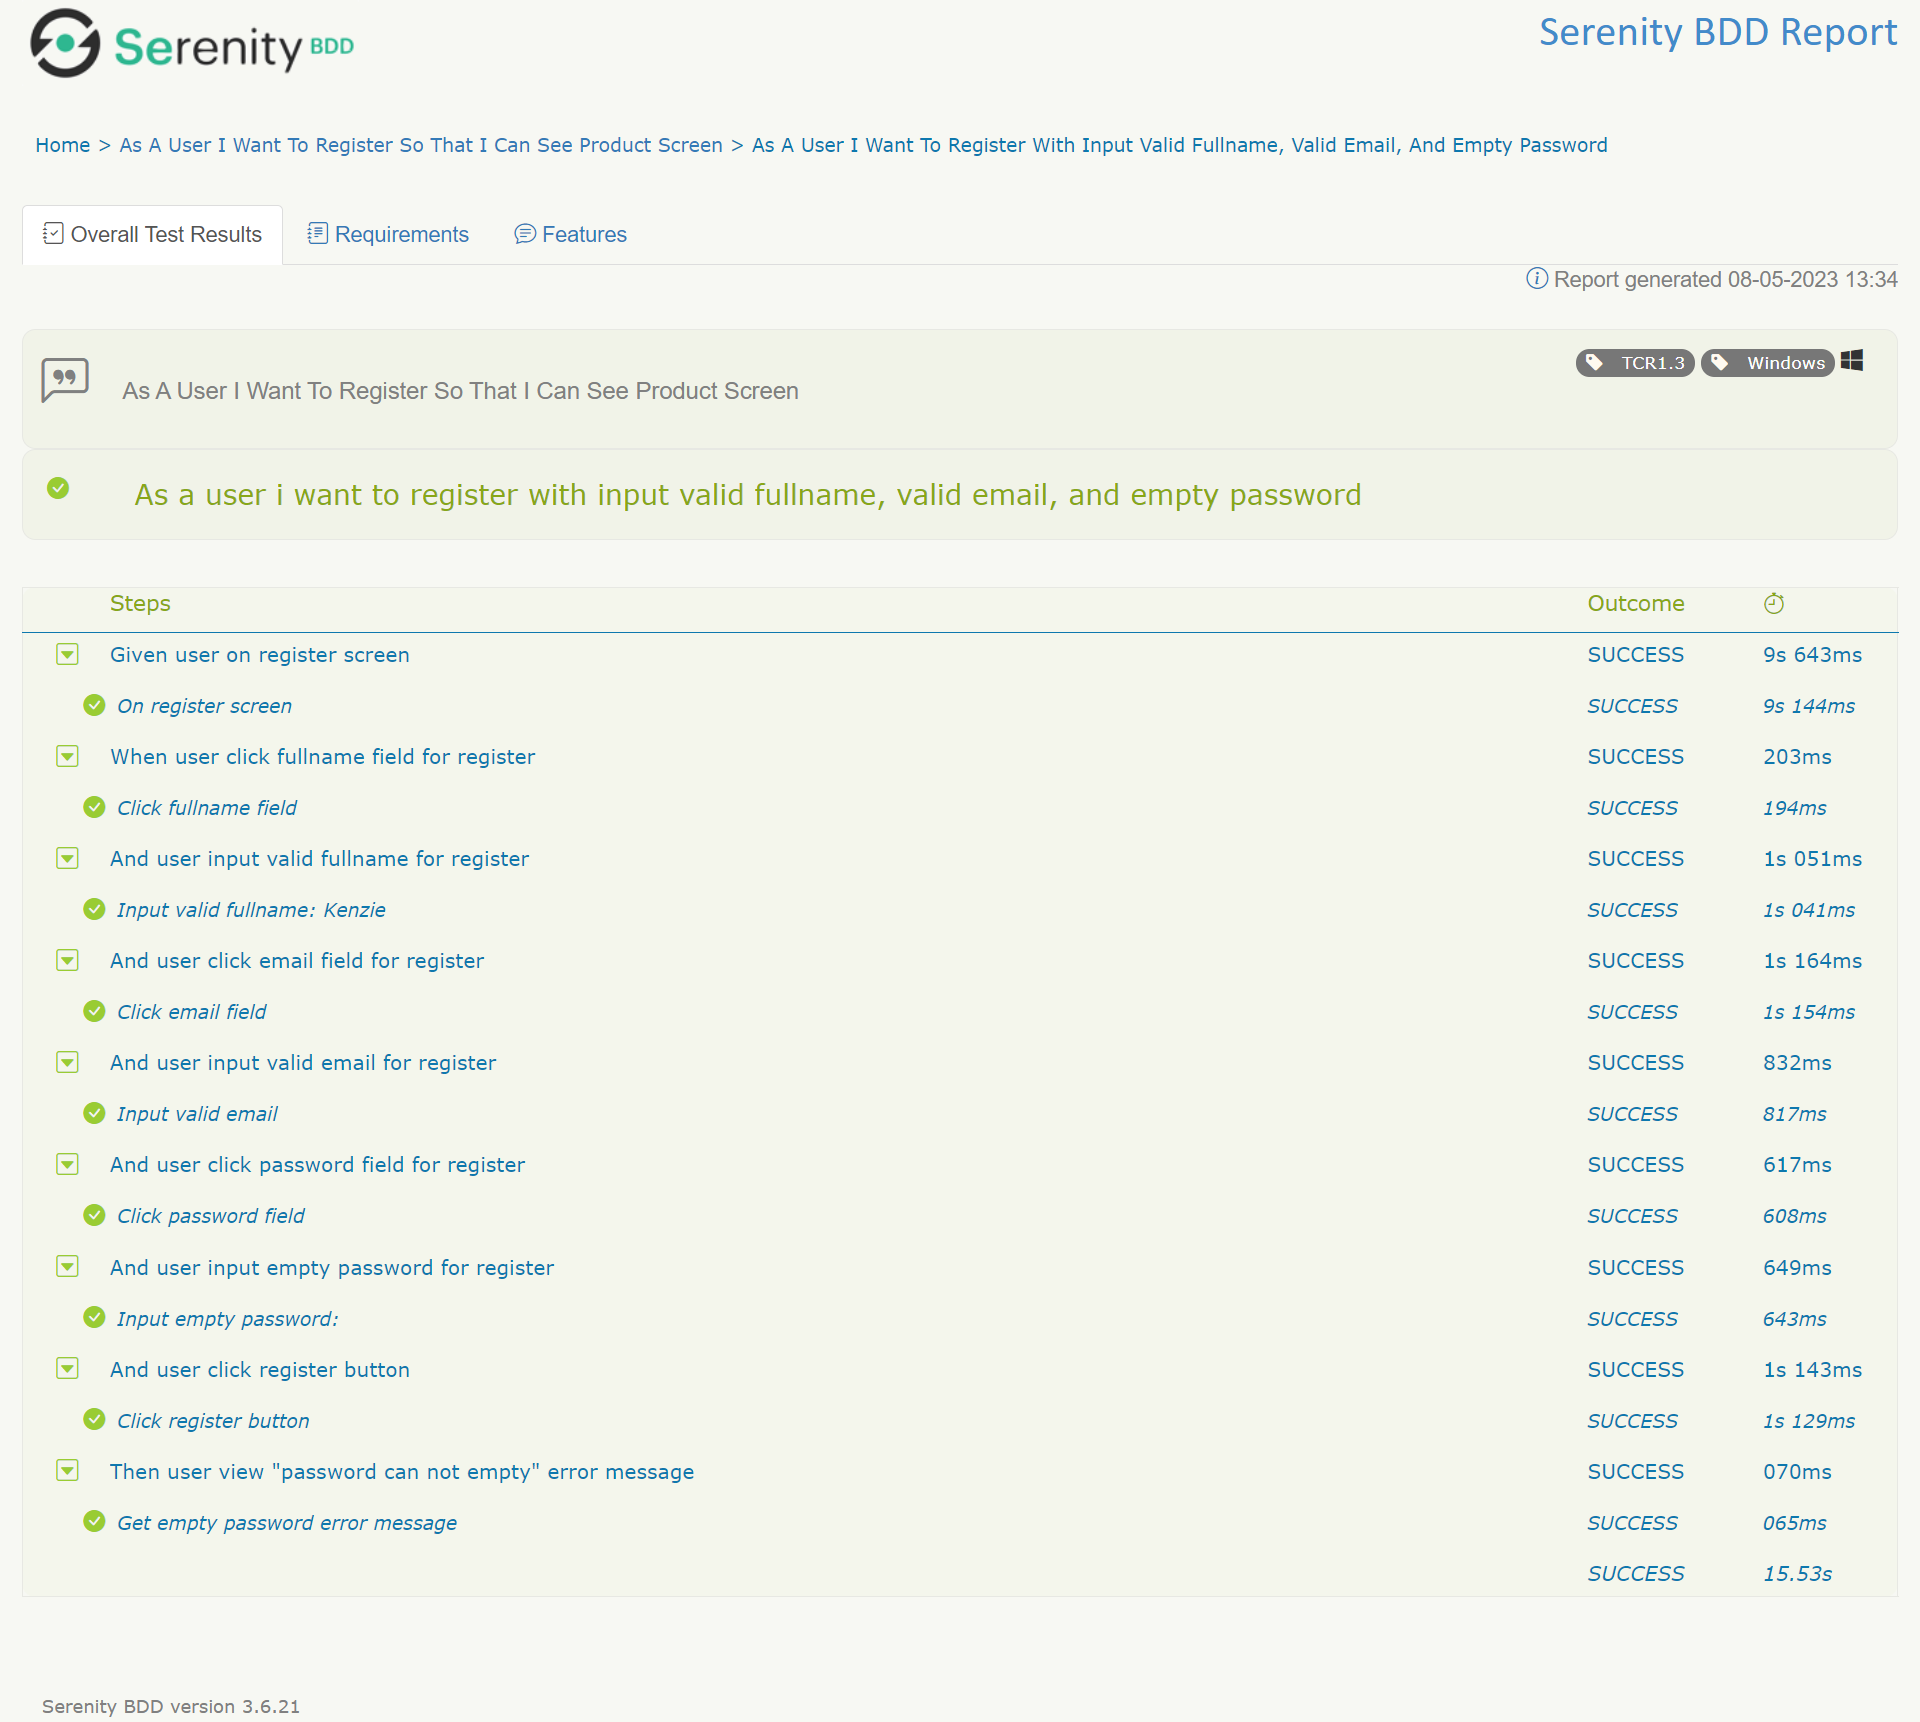 Serenity BDD
Serenity BDD Report
Home > As A User I Want To Register So That I Can See Product Screen > As A User I Want To Register With Input Valid Fullname, Valid Email, And Empty Password
Overall Test Results Requirements Features
Report generated 08-05-2023 13:34
TCR1.3 Windows
As A User I Want To Register So That I Can See Product Screen
As a user i want to register with input valid fullname, valid email, and empty password
Steps Outcome
Given user on register screen SUCCESS 9s 643ms
On register screen SUCCESS 9s 144ms
When user click fullname field for register SUCCESS 203ms
Click fullname field SUCCESS 194ms
And user input valid fullname for register SUCCESS 1s 051ms
Input valid fullname: Kenzie SUCCESS 1s 041ms
And user click email field for register SUCCESS 1s 164ms
Click email field SUCCESS 1s 154ms
And user input valid email for register SUCCESS 832ms
Input valid email SUCCESS 817ms
And user click password field for register SUCCESS 617ms
Click password field SUCCESS 608ms
And user input empty password for register SUCCESS 649ms
Input empty password: SUCCESS 643ms
And user click register button SUCCESS 1s 143ms
Click register button SUCCESS 1s 129ms
Then user view "password can not empty" error message SUCCESS 070ms
Get empty password error message SUCCESS 065ms
SUCCESS 15.53s
Serenity BDD version 3.6.21